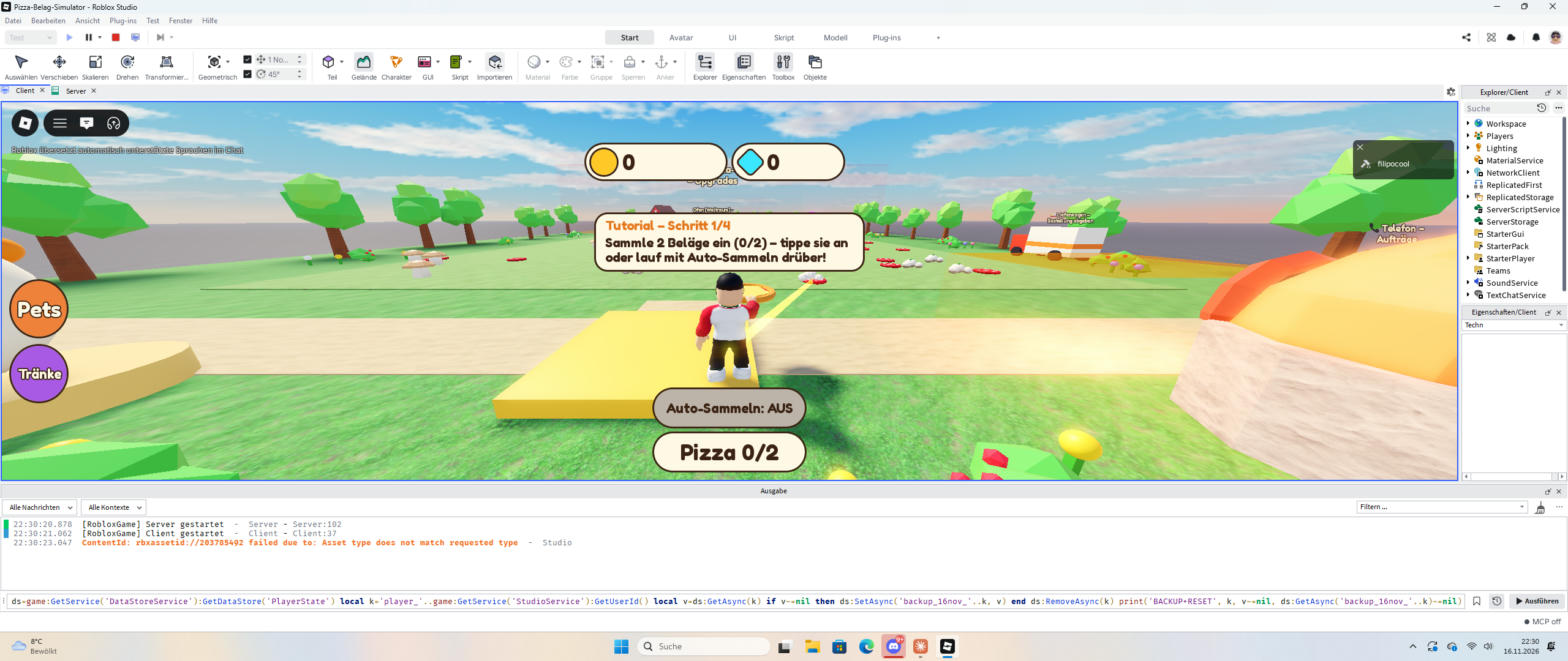 Pizza-Belag-Simulator - Roblox Studio
Datei Bearbeiten Ansicht Plug-ins Test Fenster Hilfe
Test
Start Avatar UI Skript Modell Plug-ins
Auswählen Verschieben Skalieren Drehen Transformier... Geometrisch 1 No... 45° Teil Gelände Charakter GUI Skript Importieren Material Farbe Gruppe Sperren Anker Explorer Eigenschaften Toolbox Objekte
Client Server
Roblox übersetzt automatisch unterstützte Sprachen im Chat
0 0
– Upgrades
Tutorial – Schritt 1/4
Sammle 2 Beläge ein (0/2) – tippe sie an
oder lauf mit Auto-Sammeln drüber!
filipocool
Telefon –
Aufträge
Pets
Tränke
Auto-Sammeln: AUS
Pizza 0/2
Explorer/Client
Suche
Workspace
Players
Lighting
MaterialService
NetworkClient
ReplicatedFirst
ReplicatedStorage
ServerScriptService
ServerStorage
StarterGui
StarterPack
StarterPlayer
Teams
SoundService
TextChatService
Eigenschaften/Client
Techn
Ausgabe
Alle Nachrichten Alle Kontexte Filtern ...
22:30:20.878 [RobloxGame] Server gestartet - Server - Server:102
22:30:21.062 [RobloxGame] Client gestartet - Client - Client:37
22:30:23.047 ContentId: rbxassetid://203785492 failed due to: Asset type does not match requested type - Studio
ds=game:GetService('DataStoreService'):GetDataStore('PlayerState') local k='player_'..game:GetService('StudioService'):GetUserId() local v=ds:GetAsync(k) if v~=nil then ds:SetAsync('backup_16nov_'..k, v) end ds:RemoveAsync(k) print('BACKUP+RESET', k, v~=nil, ds:GetAsync('backup_16nov_'..k)~=nil)
Ausführen
MCP off
8°C
Bewölkt
Suche
9+
22:30
16.11.2026